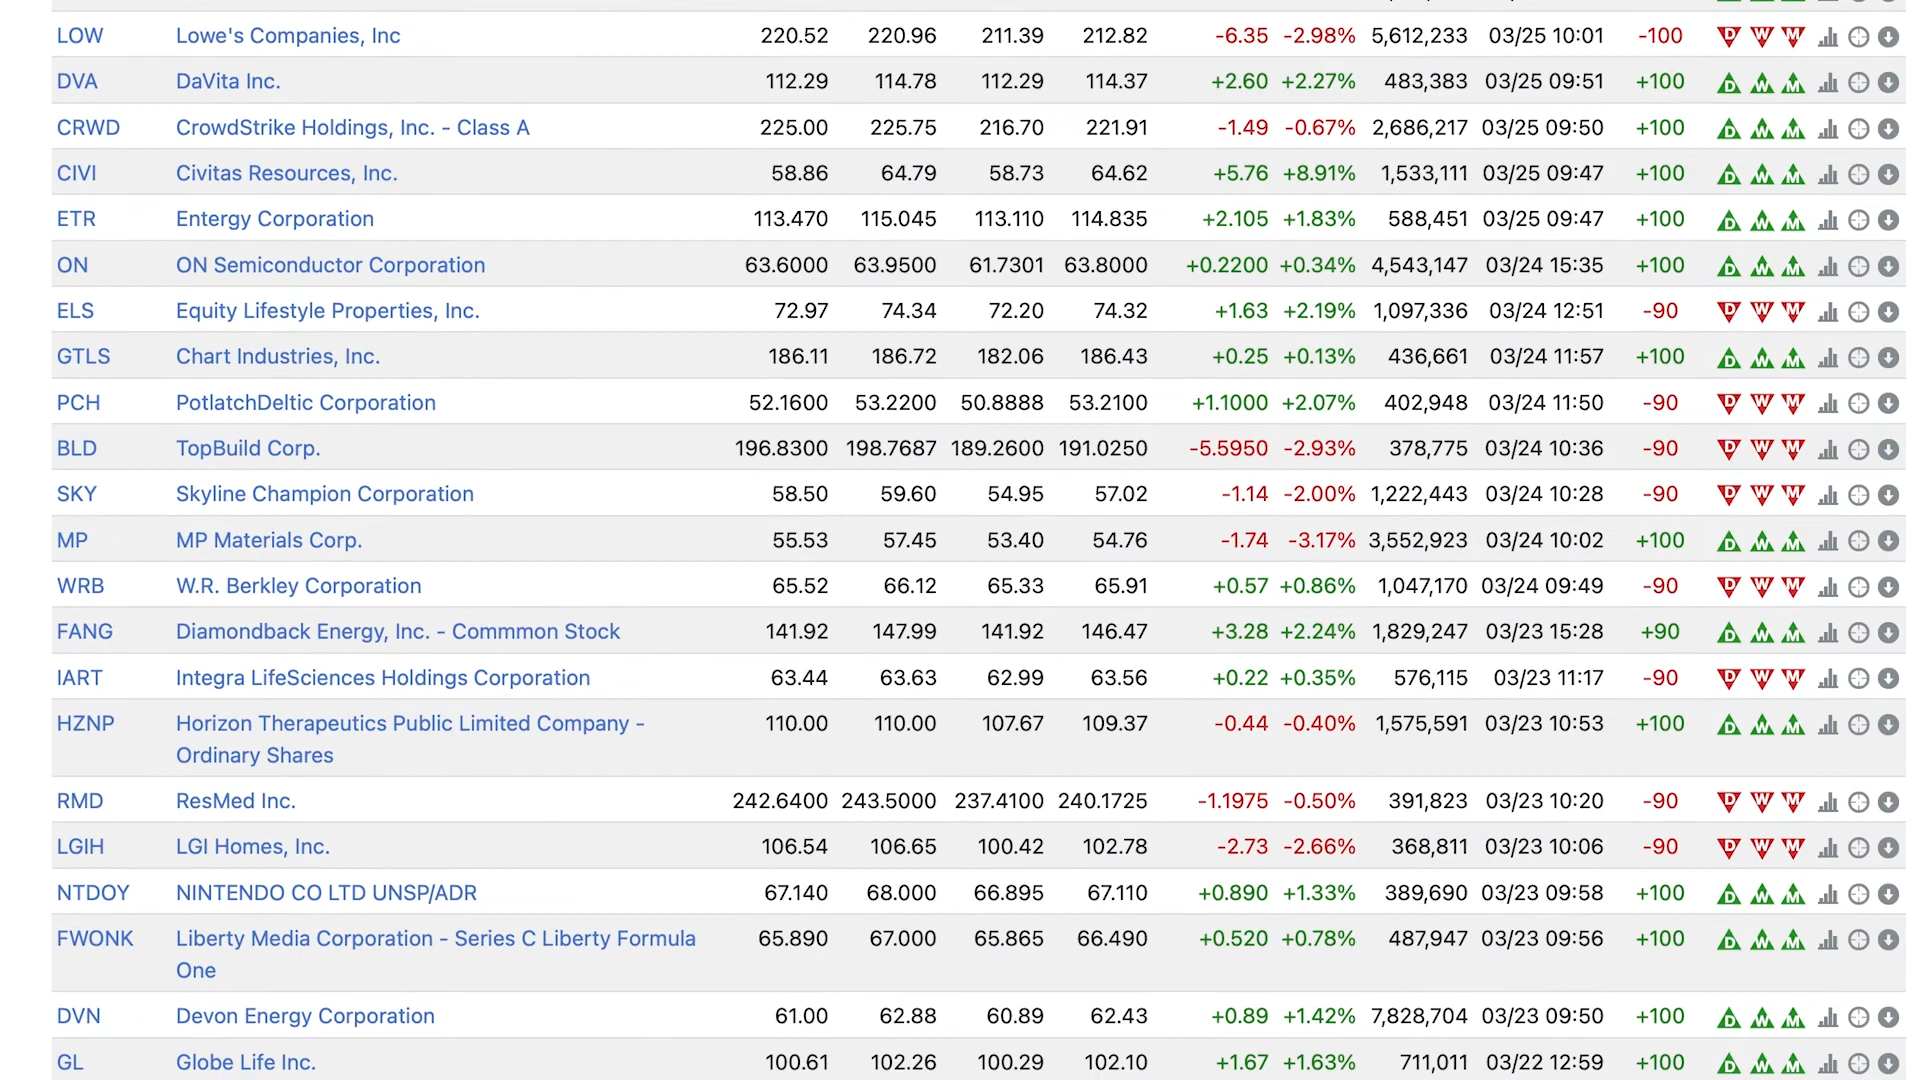 LOW Lowe's Companies, Inc 220.52 220.96 211.39 212.82 -6.35 -2.98% 5,612,233 03/25 10:01 -100 D W M
DVA DaVita Inc. 112.29 114.78 112.29 114.37 +2.60 +2.27% 483,383 03/25 09:51 +100 D W M
CRWD CrowdStrike Holdings, Inc. - Class A 225.00 225.75 216.70 221.91 -1.49 -0.67% 2,686,217 03/25 09:50 +100 D W M
CIVI Civitas Resources, Inc. 58.86 64.79 58.73 64.62 +5.76 +8.91% 1,533,111 03/25 09:47 +100 D W M
ETR Entergy Corporation 113.470 115.045 113.110 114.835 +2.105 +1.83% 588,451 03/25 09:47 +100 D W M
ON ON Semiconductor Corporation 63.6000 63.9500 61.7301 63.8000 +0.2200 +0.34% 4,543,147 03/24 15:35 +100 D W M
ELS Equity Lifestyle Properties, Inc. 72.97 74.34 72.20 74.32 +1.63 +2.19% 1,097,336 03/24 12:51 -90 D W M
GTLS Chart Industries, Inc. 186.11 186.72 182.06 186.43 +0.25 +0.13% 436,661 03/24 11:57 +100 D W M
PCH PotlatchDeltic Corporation 52.1600 53.2200 50.8888 53.2100 +1.1000 +2.07% 402,948 03/24 11:50 -90 D W M
BLD TopBuild Corp. 196.8300 198.7687 189.2600 191.0250 -5.5950 -2.93% 378,775 03/24 10:36 -90 D W M
SKY Skyline Champion Corporation 58.50 59.60 54.95 57.02 -1.14 -2.00% 1,222,443 03/24 10:28 -90 D W M
MP MP Materials Corp. 55.53 57.45 53.40 54.76 -1.74 -3.17% 3,552,923 03/24 10:02 +100 D W M
WRB W.R. Berkley Corporation 65.52 66.12 65.33 65.91 +0.57 +0.86% 1,047,170 03/24 09:49 -90 D W M
FANG Diamondback Energy, Inc. - Commmon Stock 141.92 147.99 141.92 146.47 +3.28 +2.24% 1,829,247 03/23 15:28 +90 D W M
IART Integra LifeSciences Holdings Corporation 63.44 63.63 62.99 63.56 +0.22 +0.35% 576,115 03/23 11:17 -90 D W M
HZNP Horizon Therapeutics Public Limited Company - 110.00 110.00 107.67 109.37 -0.44 -0.40% 1,575,591 03/23 10:53 +100 D W M
Ordinary Shares
RMD ResMed Inc. 242.6400 243.5000 237.4100 240.1725 -1.1975 -0.50% 391,823 03/23 10:20 -90 D W M
LGIH LGI Homes, Inc. 106.54 106.65 100.42 102.78 -2.73 -2.66% 368,811 03/23 10:06 -90 D W M
NTDOY NINTENDO CO LTD UNSP/ADR 67.140 68.000 66.895 67.110 +0.890 +1.33% 389,690 03/23 09:58 +100 D W M
FWONK Liberty Media Corporation - Series C Liberty Formula 65.890 67.000 65.865 66.490 +0.520 +0.78% 487,947 03/23 09:56 +100 D W M
One
DVN Devon Energy Corporation 61.00 62.88 60.89 62.43 +0.89 +1.42% 7,828,704 03/23 09:50 +100 D W M
GL Globe Life Inc. 100.61 102.26 100.29 102.10 +1.67 +1.63% 711,011 03/22 12:59 +100 D W M